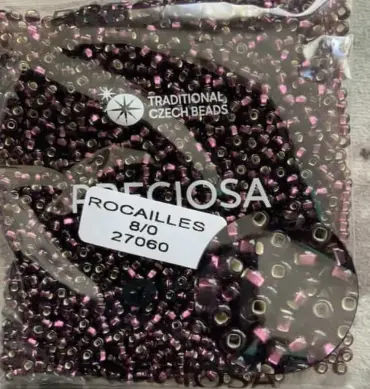 TRADITIONAL
CZECH BEADS
PRECIOSA
ROCAILLES
8/0
27060